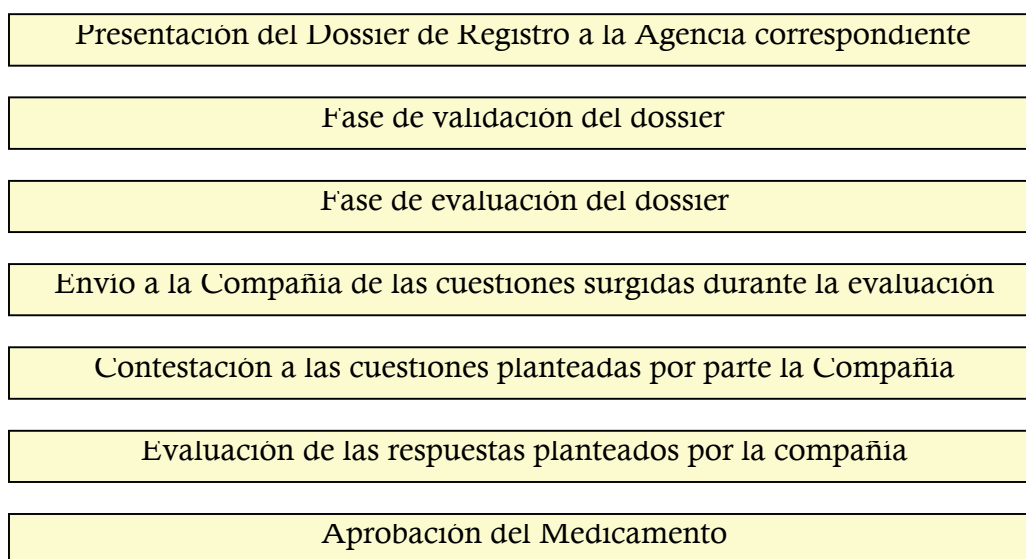 Presentación del Dossier de Registro a la Agencia correspondiente
Fase de validación del dossier
Fase de evaluación del dossier
Envío a la Compañía de las cuestiones surgidas durante la evaluación
Contestación a las cuestiones planteadas por parte la Compañía
Evaluación de las respuestas planteados por la compañía
Aprobación del Medicamento